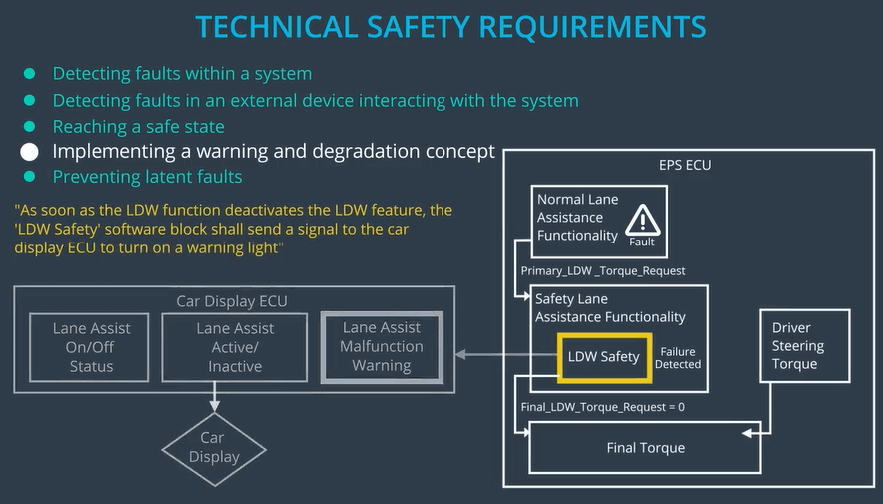 TECHNICAL SAFETY REQUIREMENTS
Detecting faults within a system
Detecting faults in an external device interacting with the system
Reaching a safe state
Implementing a warning and degradation concept
Preventing latent faults
"As soon as the LDW function deactivates the LDW feature, the
'LDW Safety' software block shall send a signal to the car
display ECU to turn on a warning light"
Car Display ECU
Lane Assist
On/Off
Status
Lane Assist
Active/
Inactive
Lane Assist
Malfunction
Warning
Car
Display
EPS ECU
Normal Lane
Assistance
Functionality
Fault
Primary_LDW _Torque_Request
Safety Lane
Assistance Functionality
LDW Safety
Failure
Detected
Final_LDW_Torque_Request = 0
Final Torque
Driver
Steering
Torque